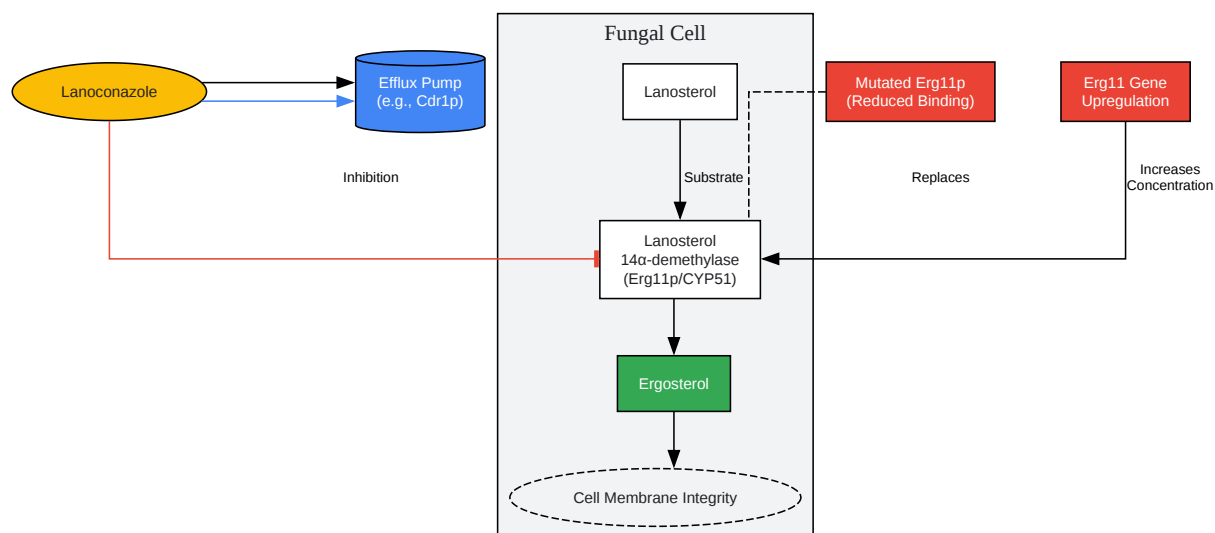 Fungal Cell
Lanoconazole
Efflux Pump
(e.g., Cdr1p)
Lanosterol
Mutated Erg11p
(Reduced Binding)
Erg11 Gene
Upregulation
Inhibition
Substrate
Replaces
Increases
Concentration
Lanosterol
14α-demethylase
(Erg11p/CYP51)
Ergosterol
Cell Membrane Integrity